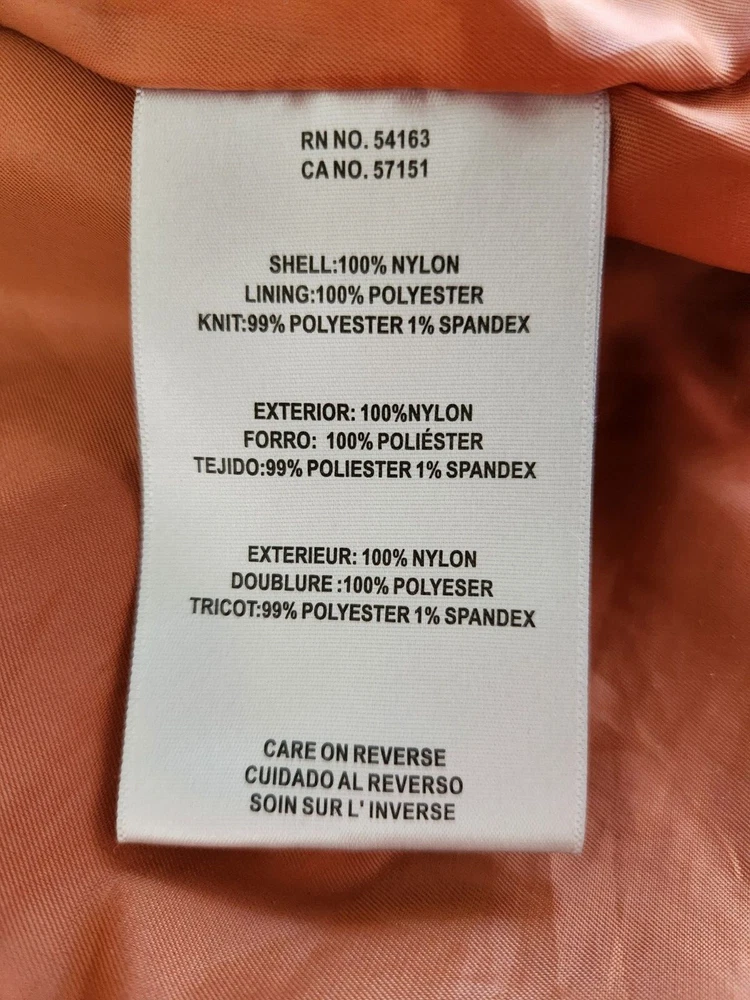 RN NO. 54163
CA NO. 57151
SHELL:100% NYLON
LINING:100% POLYESTER
KNIT:99% POLYESTER 1% SPANDEX
EXTERIOR: 100%NYLON
FORRO: 100% POLIÉSTER
TEJIDO:99% POLIESTER 1% SPANDEX
EXTERIEUR: 100% NYLON
DOUBLURE :100% POLYESER
TRICOT:99% POLYESTER 1% SPANDEX
CARE ON REVERSE
CUIDADO AL REVERSO
SOIN SUR L' INVERSE